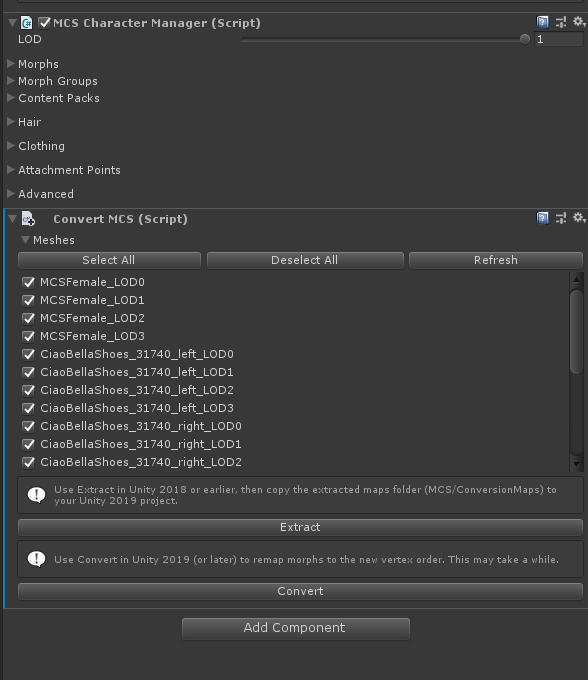 MCS Character Manager (Script)
LOD
1
Morphs
Morph Groups
Content Packs
Hair
Clothing
Attachment Points
Advanced
Convert MCS (Script)
Meshes
Select All
Deselect All
Refresh
MCSFemale_LOD0
MCSFemale_LOD1
MCSFemale_LOD2
MCSFemale_LOD3
CiaoBellaShoes_31740_left_LOD0
CiaoBellaShoes_31740_left_LOD1
CiaoBellaShoes_31740_left_LOD2
CiaoBellaShoes_31740_left_LOD3
CiaoBellaShoes_31740_right_LOD0
CiaoBellaShoes_31740_right_LOD1
CiaoBellaShoes_31740_right_LOD2
Use Extract in Unity 2018 or earlier, then copy the extracted maps folder (MCS/ConversionMaps) to
your Unity 2019 project.
Extract
Use Convert in Unity 2019 (or later) to remap morphs to the new vertex order. This may take a while.
Convert
Add Component